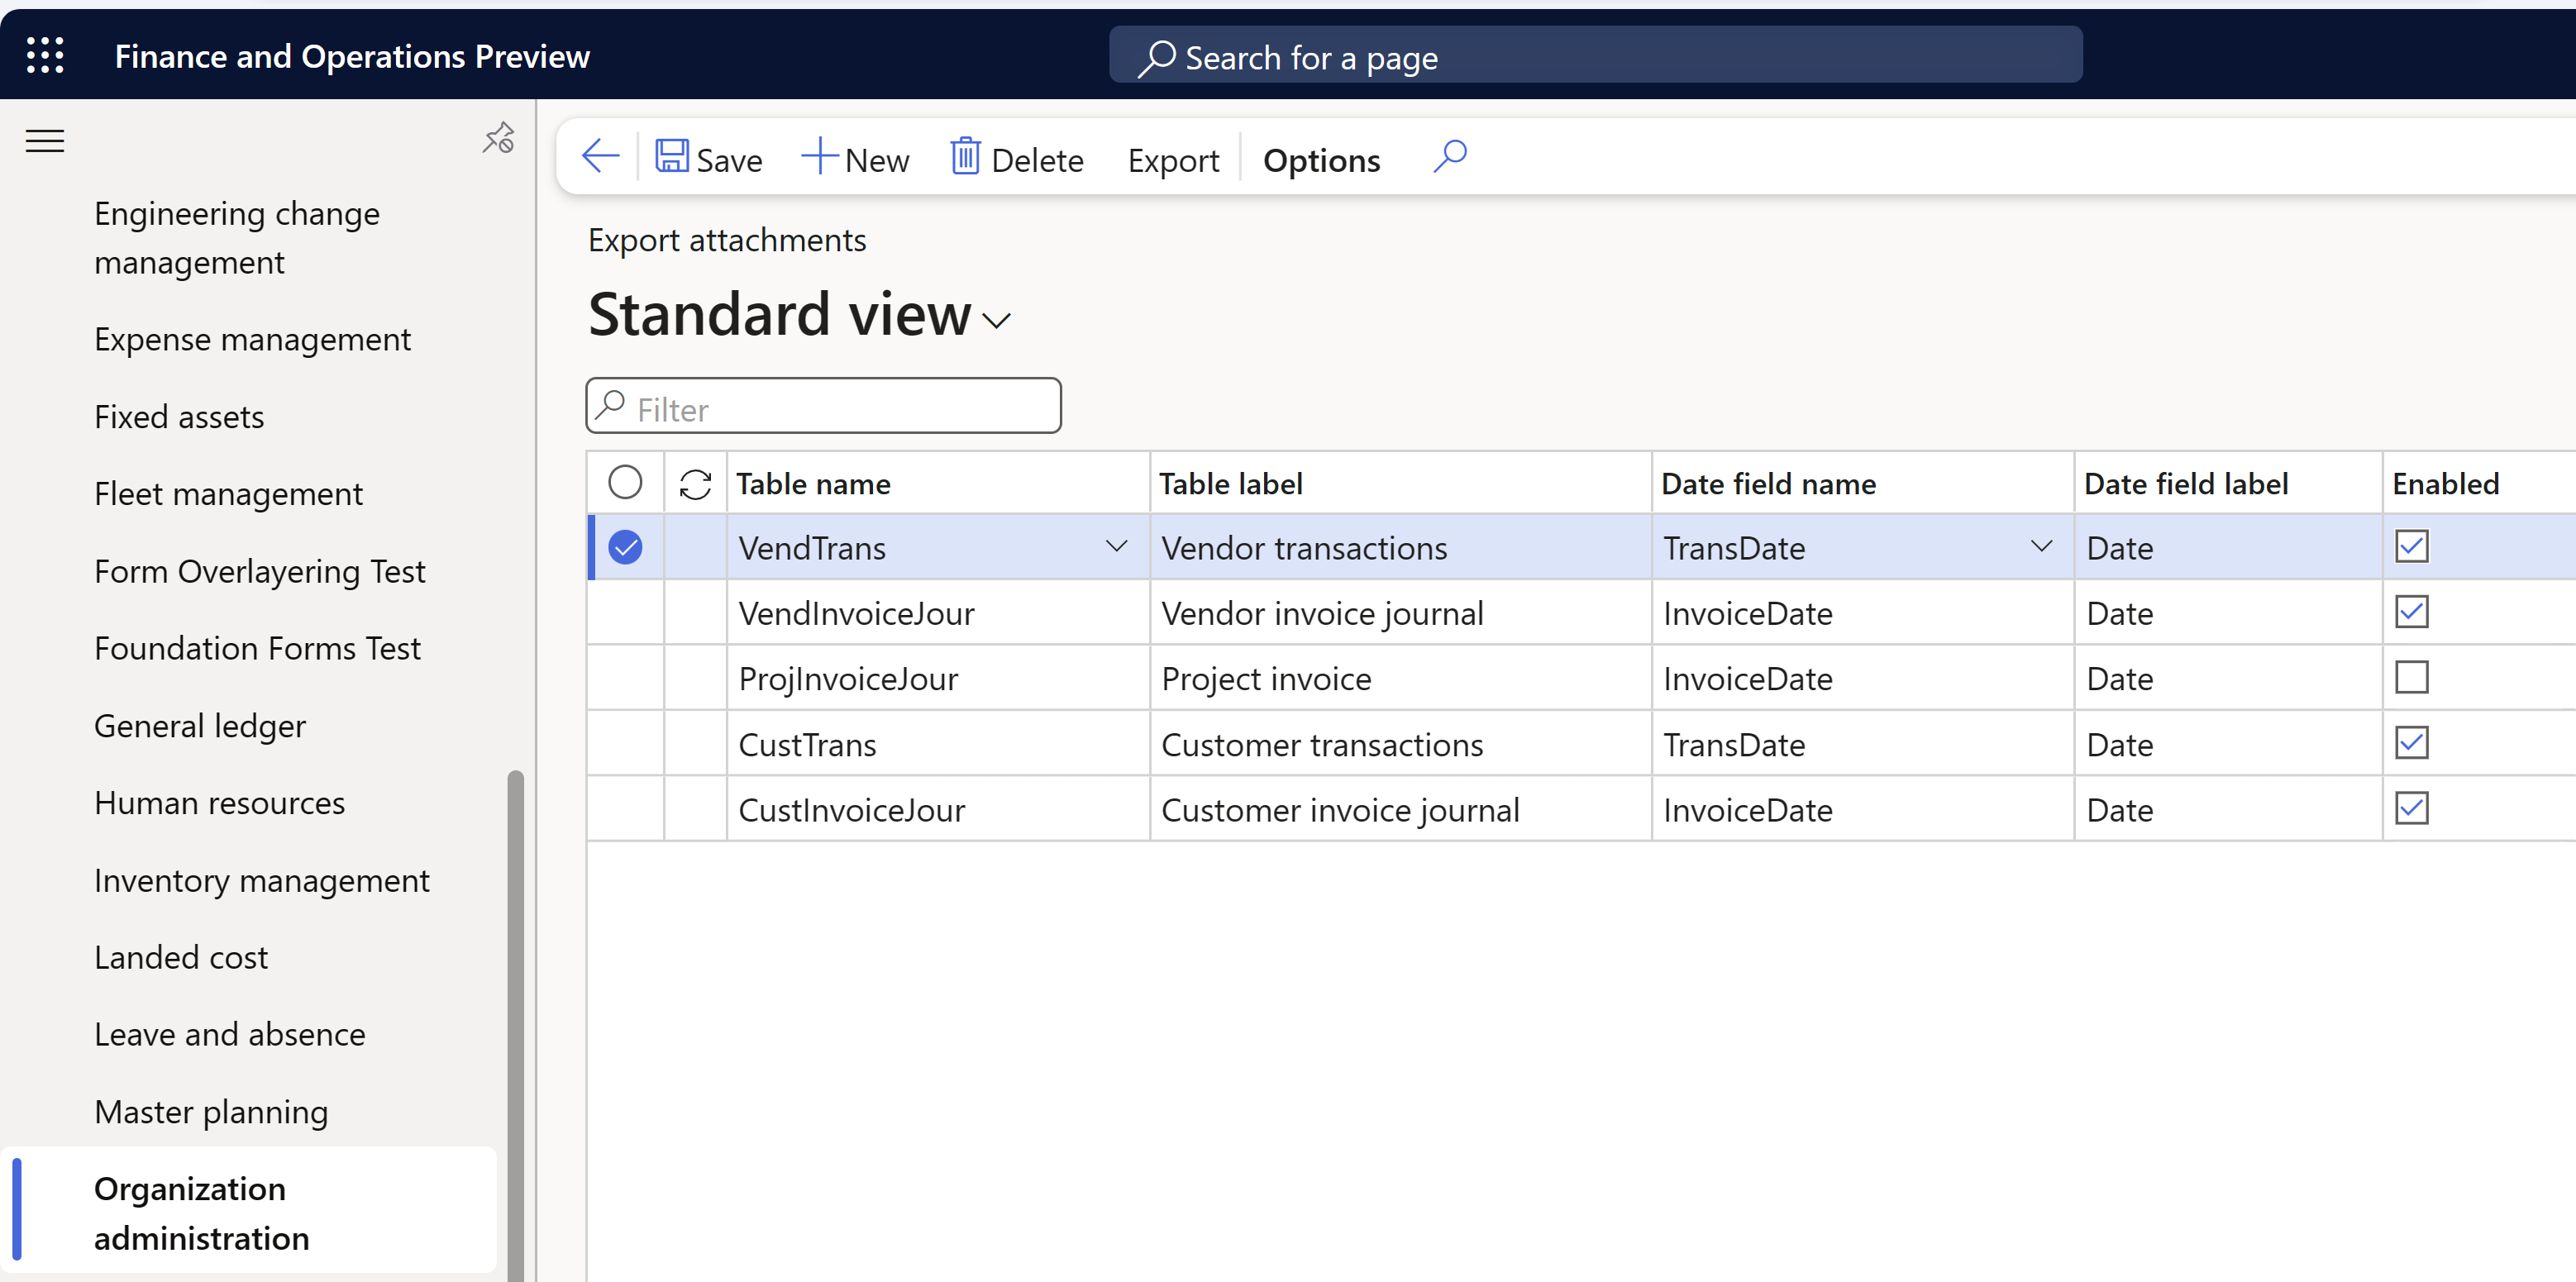 Finance and Operations Preview
Search for a page
Save New Delete Export Options
Engineering change
management
Expense management
Fixed assets
Fleet management
Form Overlayering Test
Foundation Forms Test
General ledger
Human resources
Inventory management
Landed cost
Leave and absence
Master planning
Organization
administration
Export attachments
Standard view
Filter
Table name Table label Date field name Date field label Enabled
VendTrans Vendor transactions TransDate Date
VendInvoiceJour Vendor invoice journal InvoiceDate Date
ProjInvoiceJour Project invoice InvoiceDate Date
CustTrans Customer transactions TransDate Date
CustInvoiceJour Customer invoice journal InvoiceDate Date